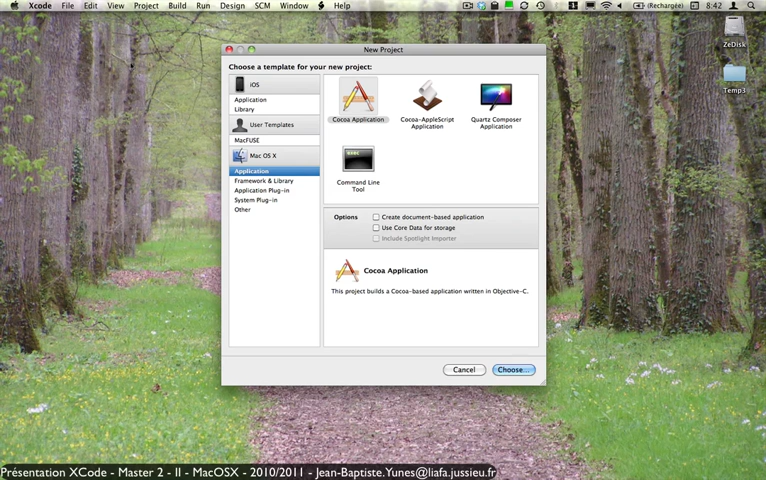 Xcode File Edit View Project Build Run Design SCM Window Help (Rechargée) 8:42
ZeDisk
Temp3
New Project
Choose a template for your new project:
iOS
Application
Library
User Templates
MacFUSE
Mac OS X
Application
Framework & Library
Application Plug-in
System Plug-in
Other
Cocoa Application
Cocoa-AppleScript
Application
Quartz Composer
Application
Command Line
Tool
Options
Create document-based application
Use Core Data for storage
Include Spotlight Importer
Cocoa Application
This project builds a Cocoa-based application written in Objective-C.
Cancel
Choose...
Présentation XCode - Master 2 - II - MacOSX - 2010/2011 - Jean-Baptiste.Yunes@liafa.jussieu.fr